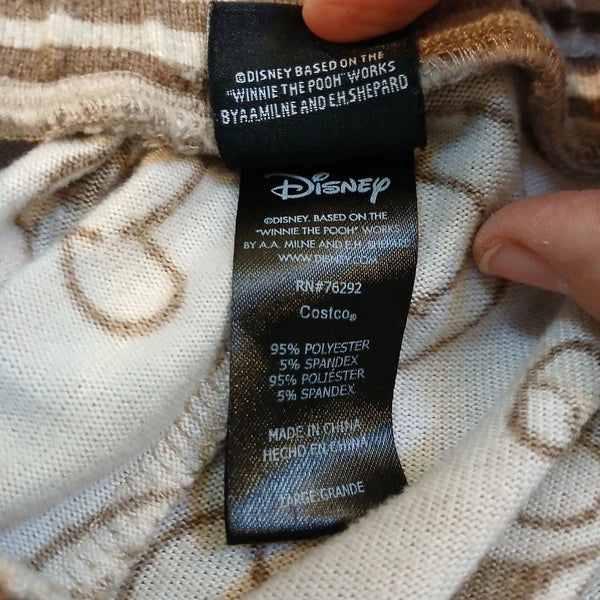 ©DISNEY BASED ON THE
"WINNIE THE POOH" WORKS
BY A.A.MILNE AND E.H.SHEPARD
Disney
©DISNEY. BASED ON THE
"WINNIE THE POOH" WORKS
BY A.A. MILNE AND E.H. SHEPARD
WWW.DISNEY.COM
RN#76292
Costco®
95% POLYESTER
5% SPANDEX
95% POLIÉSTER
5% SPANDEX
MADE IN CHINA
HECHO EN CHINA
LARGE/GRANDE